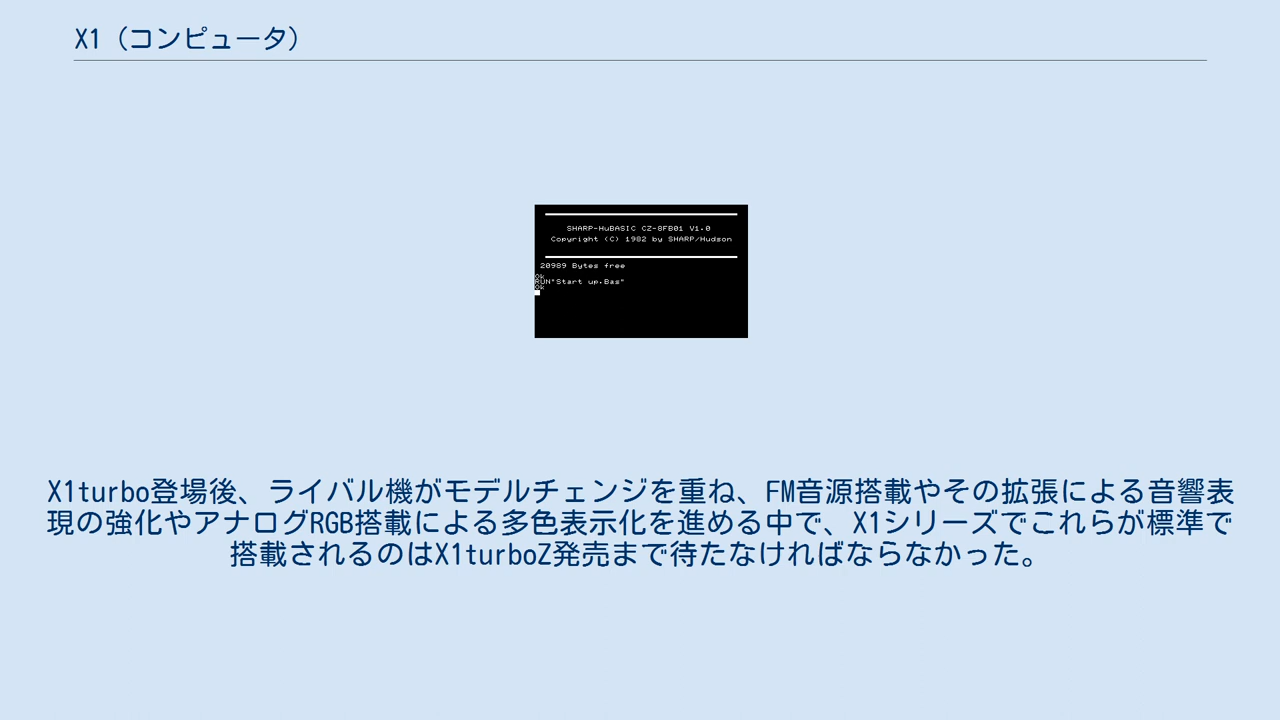 X1（コンピュータ）
SHARP-HuBASIC CZ-8FB01 V1.0
Copyright (C) 1982 by SHARP/Hudson
20989 Bytes free
Ok
RUN"Start up.Bas"
Ok
X1turbo登場後、ライバル機がモデルチェンジを重ね、FM音源搭載やその拡張による音響表
現の強化やアナログRGB搭載による多色表示化を進める中で、X1シリーズでこれらが標準で
搭載されるのはX1turboZ発売まで待たなければならなかった。